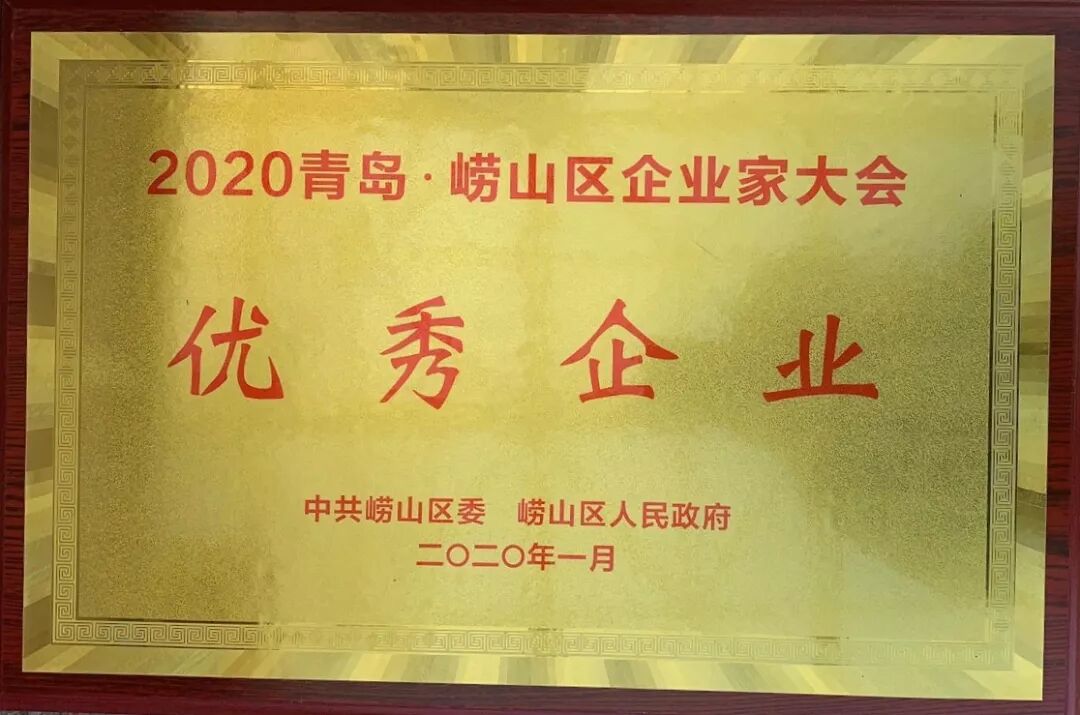 2020青岛·崂山区企业家大会
优秀企业
中共崂山区委 崂山区人民政府
二〇二〇年一月